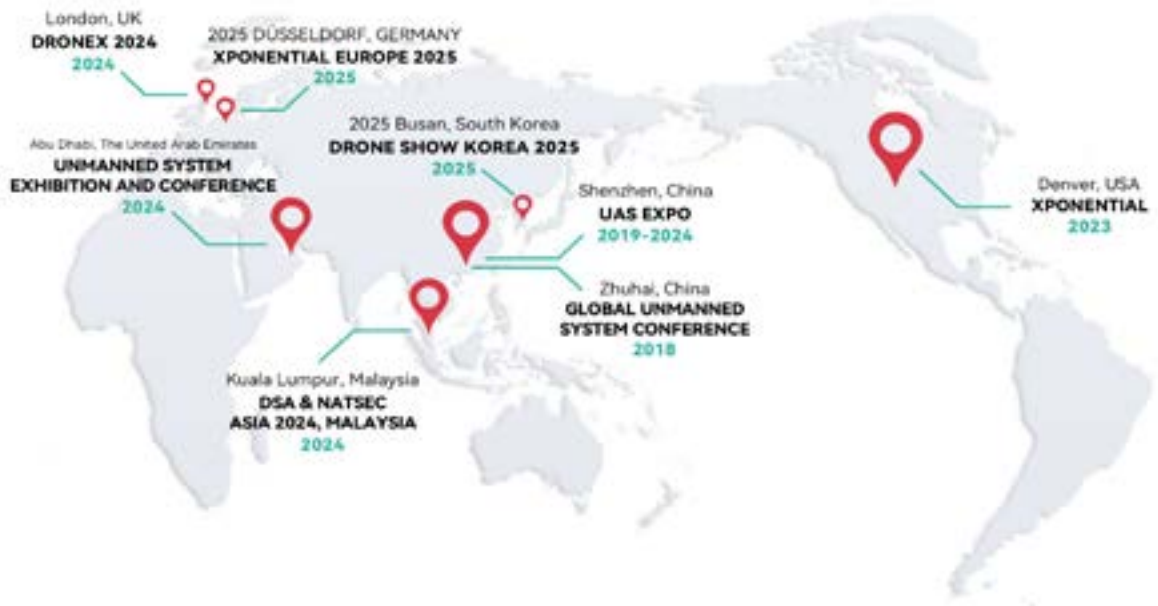 London, UK
DRONEX 2024
2024
2025 DÜSSELDORF, GERMANY
XPONENTIAL EUROPE 2025
2025
Abu Dhabi, The United Arab Emirates
UNMANNED SYSTEM
EXHIBITION AND CONFERENCE
2024
2025 Busan, South Korea
DRONE SHOW KOREA 2025
2025
Shenzhen, China
UAS EXPO
2019-2024
Zhuhai, China
GLOBAL UNMANNED
SYSTEM CONFERENCE
2018
Kuala Lumpur, Malaysia
DSA & NATSEC
ASIA 2024, MALAYSIA
2024
Denver, USA
XPONENTIAL
2023